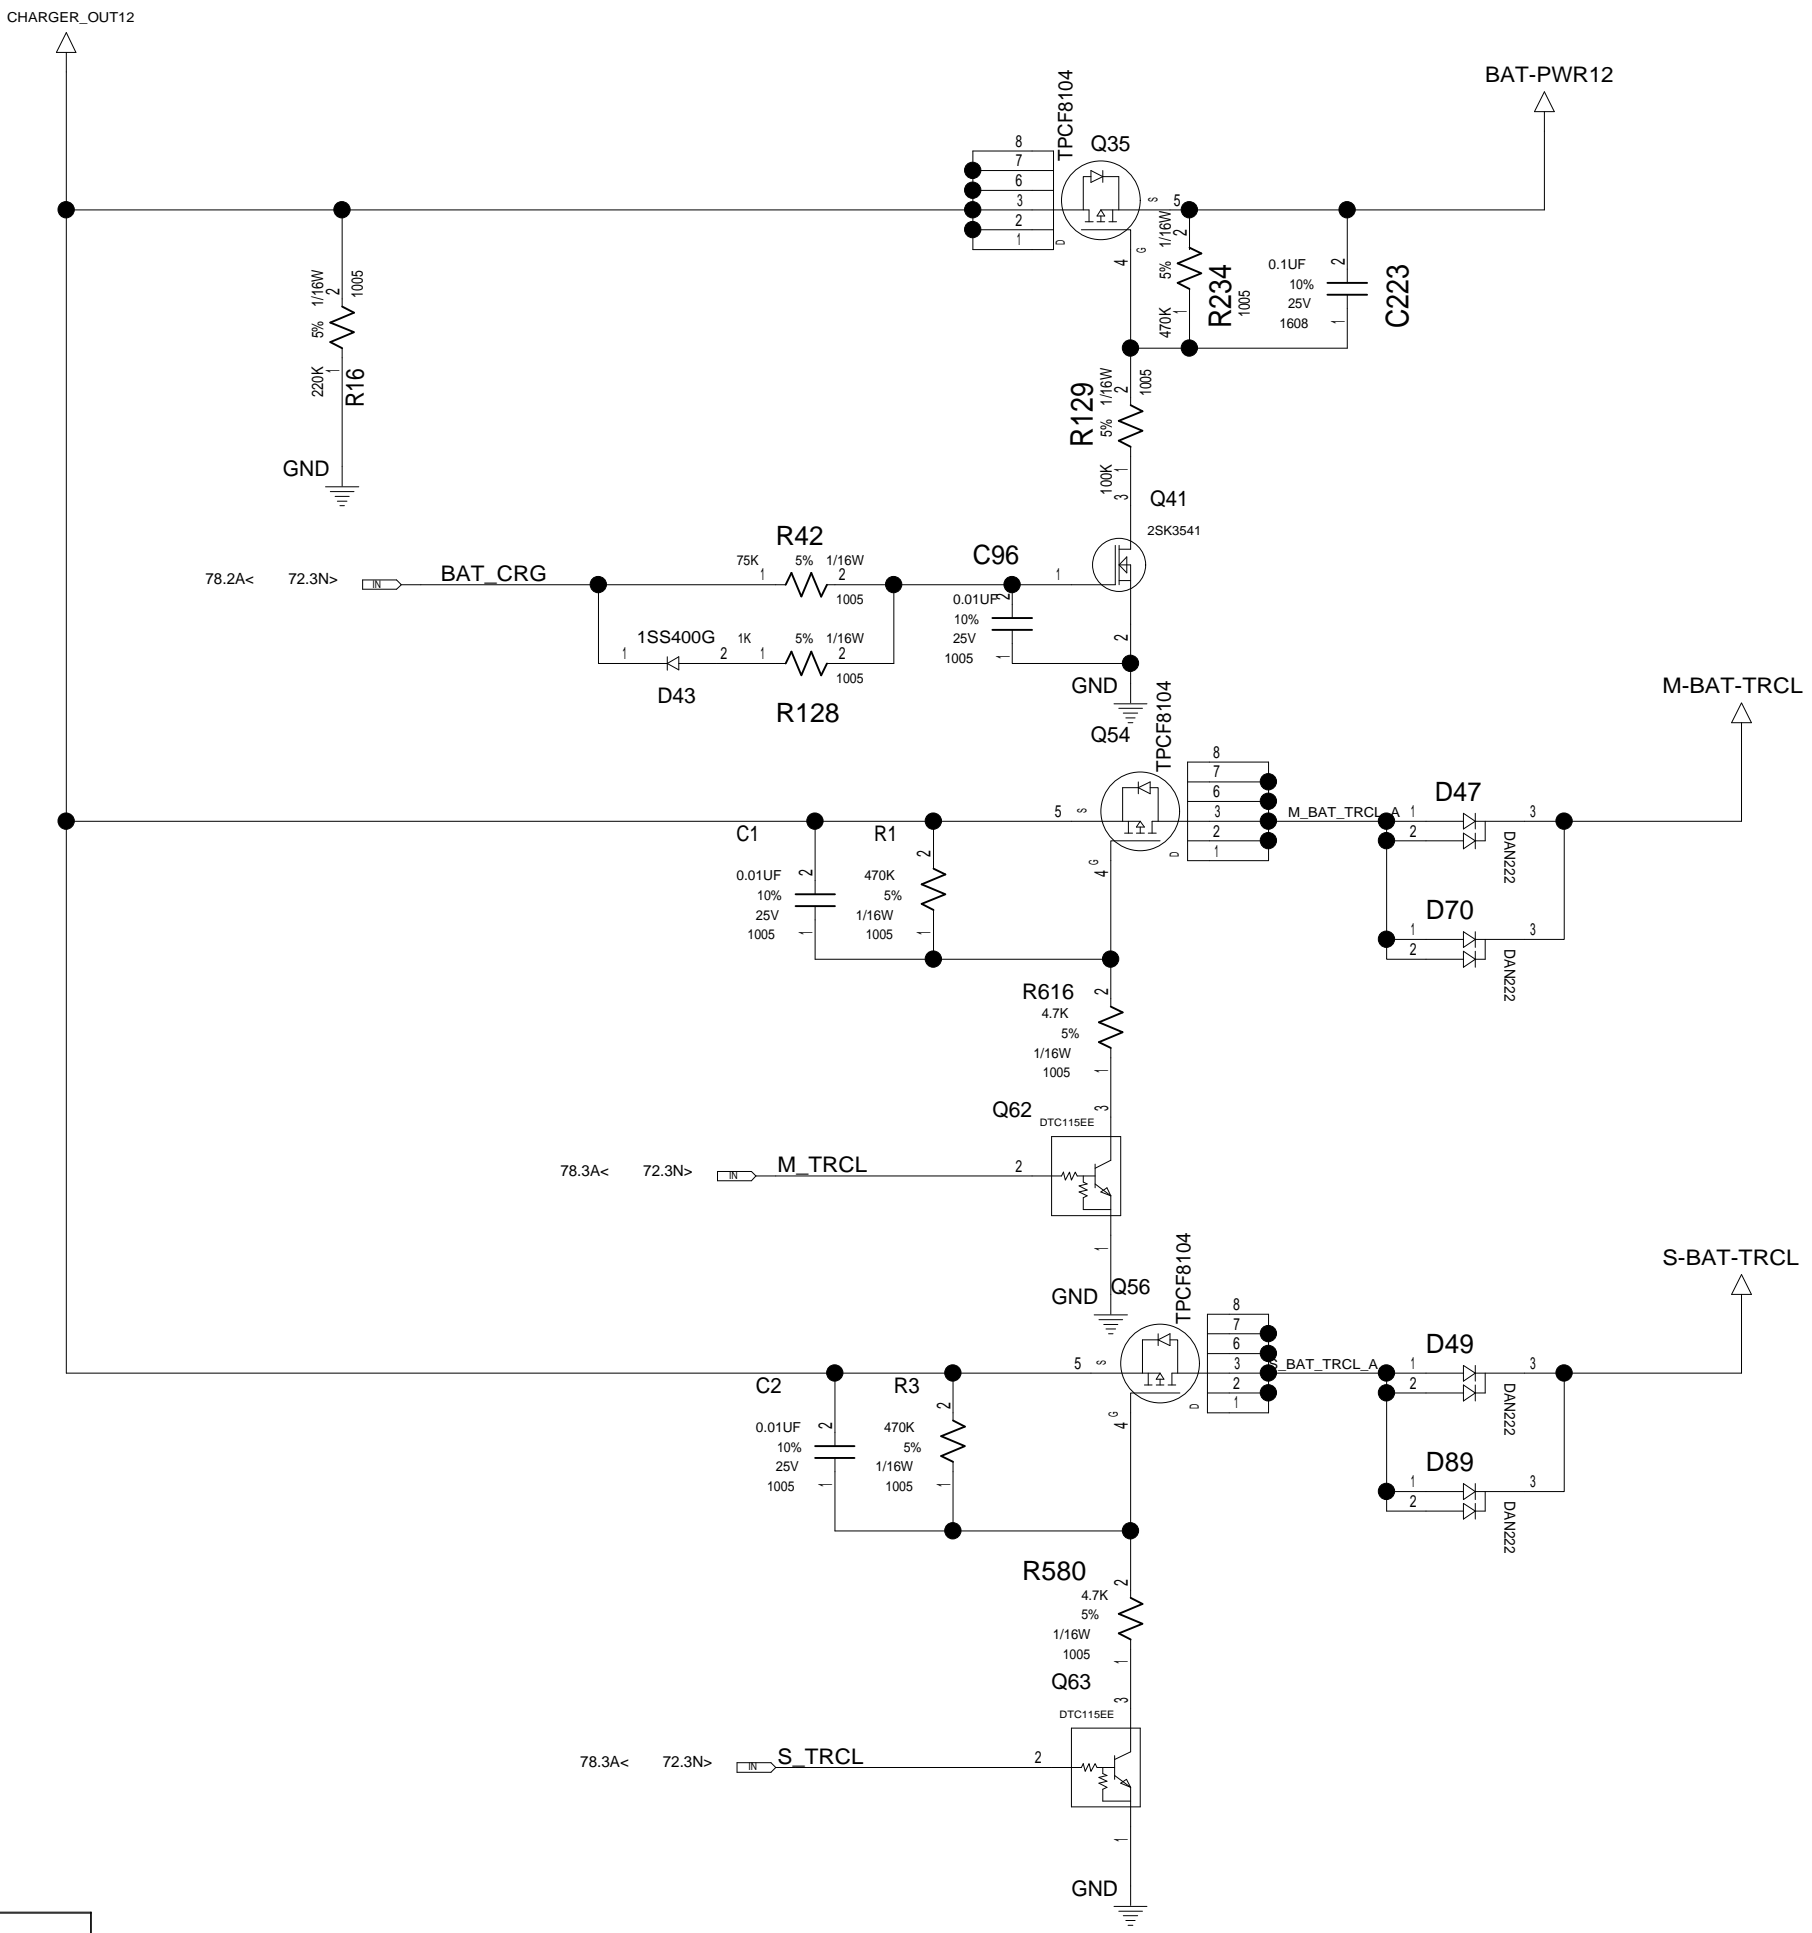 CHARGER_OUT12
BAT-PWR12
TPCF8104
Q35
8
7
6
3
2
1
D
S
5
G
4
1/16W
2
5%
470K
1
R234
1005
0.1UF
10%
25V
1608
2
1
C223
1/16W
2
1005
5%
220K
1
R16
GND
R129
1/16W
2
1005
5%
100K
1
3
Q41
2SK3541
78.2A<
72.3N>
IN
BAT_CRG
R42
75K
5%
1/16W
1
2
1005
C96
0.01UF
10%
25V
1005
2
1
1
2
1SS400G
1
2
D43
1K
5%
1/16W
1
2
1005
R128
GND
Q54
TPCF8104
M-BAT-TRCL
5
S
G
4
D
8
7
6
3
2
1
M_BAT_TRCL_A
D47
1
2
3
DAN222
D70
1
2
3
DAN222
C1
0.01UF
10%
25V
1005
2
1
R1
470K
5%
1/16W
1005
2
1
R616
4.7K
5%
1/16W
1005
2
1
Q62
DTC115EE
3
78.3A<
72.3N>
IN
M_TRCL
2
1
GND
Q56
TPCF8104
S-BAT-TRCL
5
S
G
4
D
8
7
6
3
2
1
S_BAT_TRCL_A
D49
1
2
3
DAN222
D89
1
2
3
DAN222
C2
0.01UF
10%
25V
1005
2
1
R3
470K
5%
1/16W
1005
2
1
R580
4.7K
5%
1/16W
1005
2
1
Q63
DTC115EE
3
78.3A<
72.3N>
IN
S_TRCL
2
1
GND